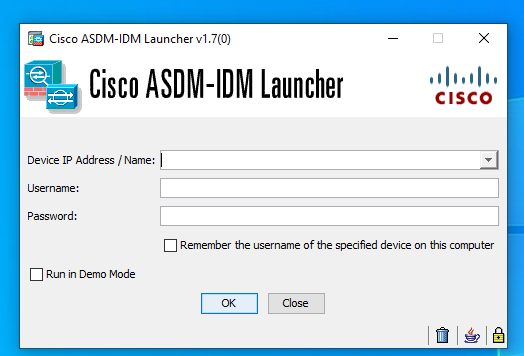 Cisco ASDM-IDM Launcher v1.7(0)
Cisco ASDM-IDM Launcher
CISCO
Device IP Address / Name:
Username:
Password:
Remember the username of the specified device on this computer
Run in Demo Mode
OK Close